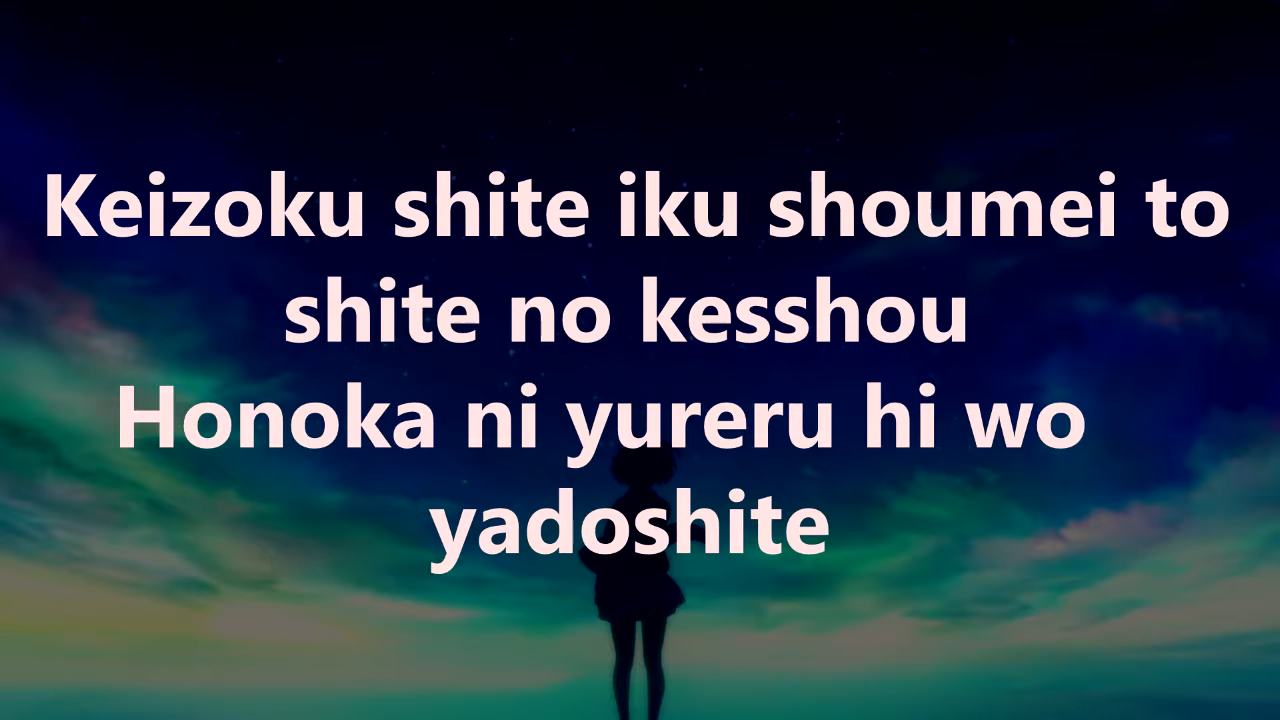 Keizoku shite iku shoumei to
shite no kesshou
Honoka ni yureru hi wo
yadoshite